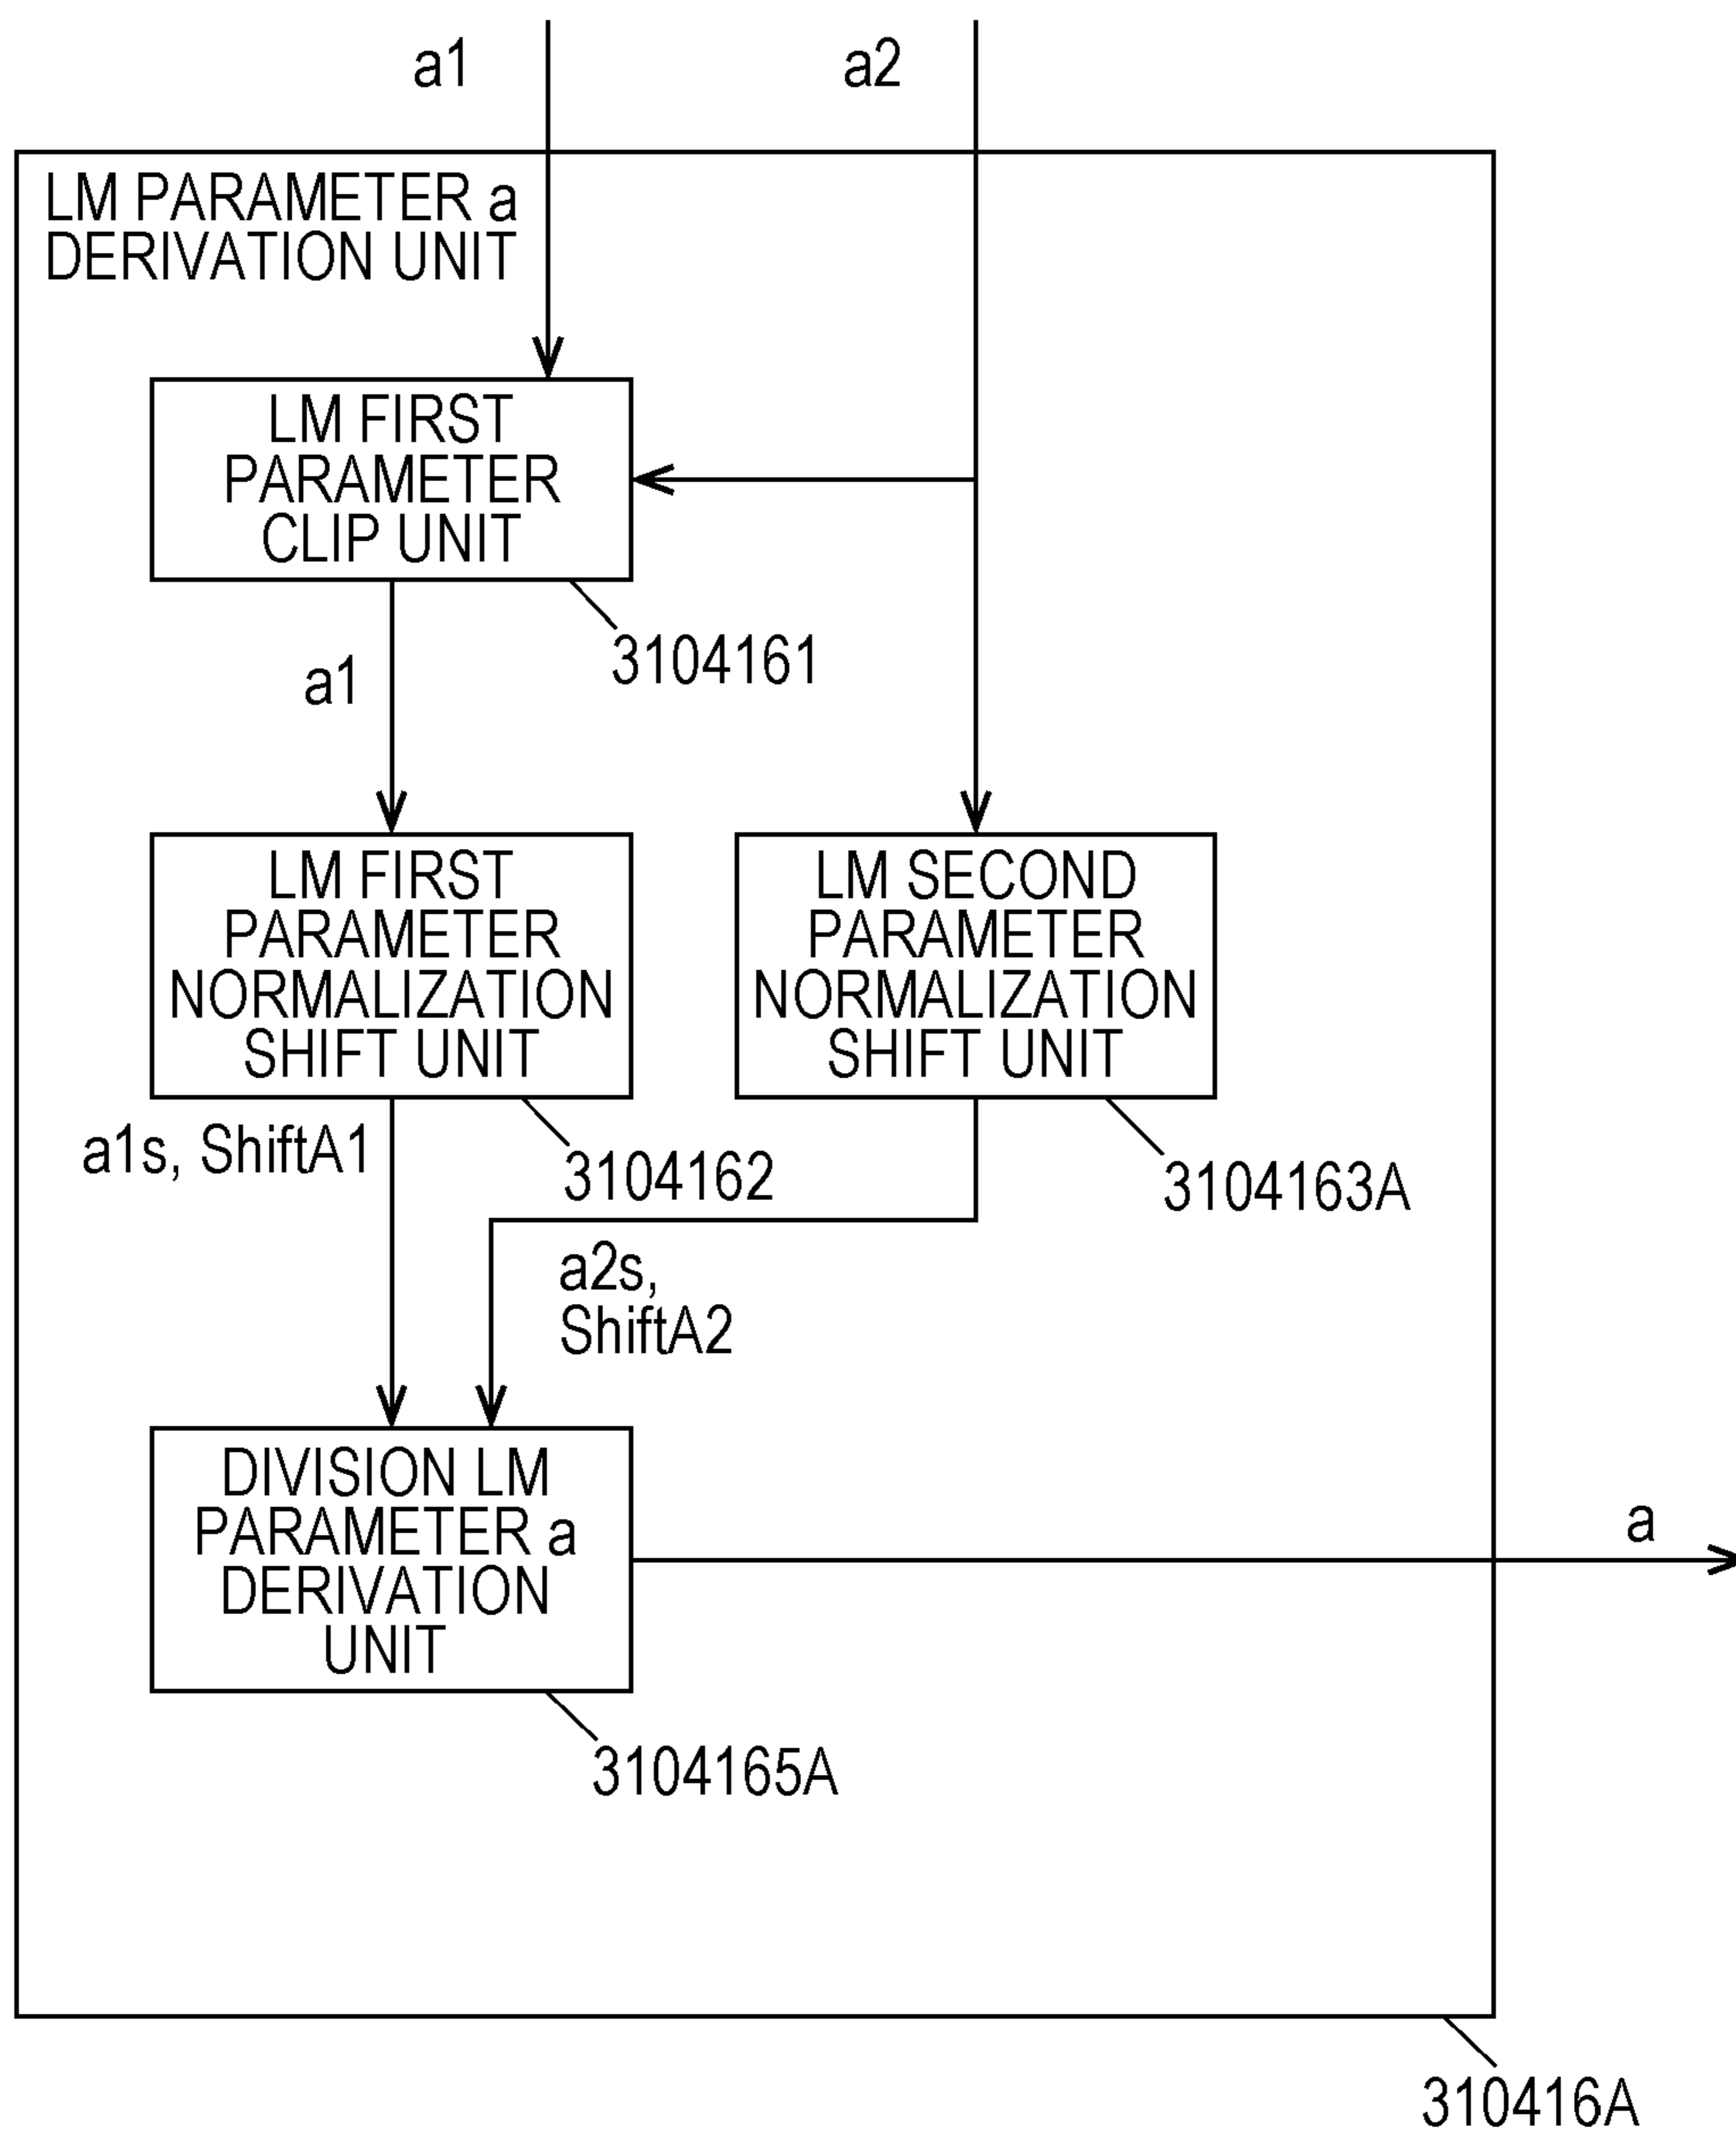 a1
a2
LM PARAMETER a
DERIVATION UNIT
LM FIRST
PARAMETER
CLIP UNIT
3104161
a1
LM FIRST
PARAMETER
NORMALIZATION
SHIFT UNIT
LM SECOND
PARAMETER
NORMALIZATION
SHIFT UNIT
a1s, ShiftA1
3104162
3104163A
a2s,
ShiftA2
DIVISION LM
PARAMETER a
DERIVATION
UNIT
a
3104165A
310416A